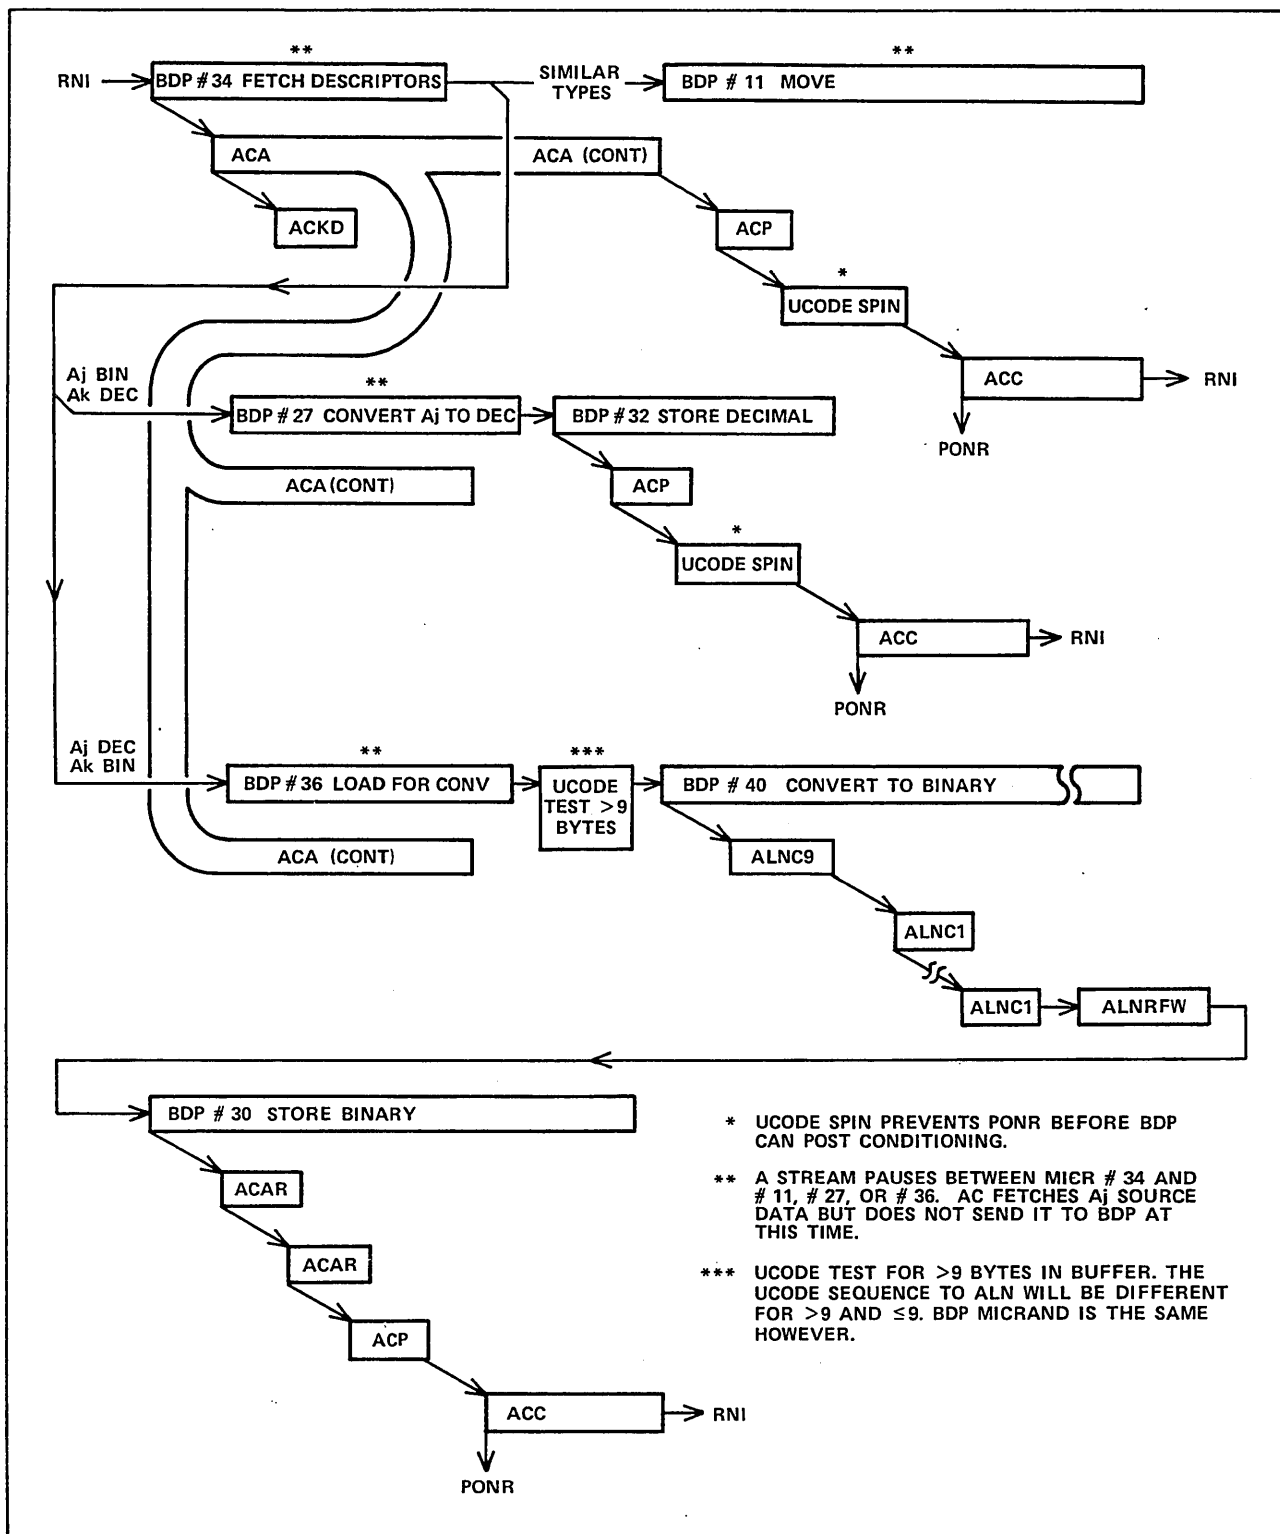 **
**
RNI
BDP # 34 FETCH DESCRIPTORS
SIMILAR
TYPES
BDP # 11 MOVE
ACA
ACA (CONT)
ACKD
ACP
*
UCODE SPIN
ACC
RNI
PONR
Aj BIN
Ak DEC
**
BDP # 27 CONVERT Aj TO DEC
BDP # 32 STORE DECIMAL
ACA (CONT)
ACP
*
UCODE SPIN
ACC
RNI
PONR
Aj DEC
Ak BIN
**
BDP # 36 LOAD FOR CONV
***
UCODE
TEST >9
BYTES
BDP # 40 CONVERT TO BINARY
ACA (CONT)
ALNC9
ALNC1
ALNC1
ALNRFW
BDP # 30 STORE BINARY
ACAR
ACAR
ACP
ACC
RNI
PONR
* UCODE SPIN PREVENTS PONR BEFORE BDP
CAN POST CONDITIONING.
** A STREAM PAUSES BETWEEN MICR # 34 AND
# 11, # 27, OR # 36. AC FETCHES Aj SOURCE
DATA BUT DOES NOT SEND IT TO BDP AT
THIS TIME.
*** UCODE TEST FOR >9 BYTES IN BUFFER. THE
UCODE SEQUENCE TO ALN WILL BE DIFFERENT
FOR >9 AND ≤9. BDP MICRAND IS THE SAME
HOWEVER.